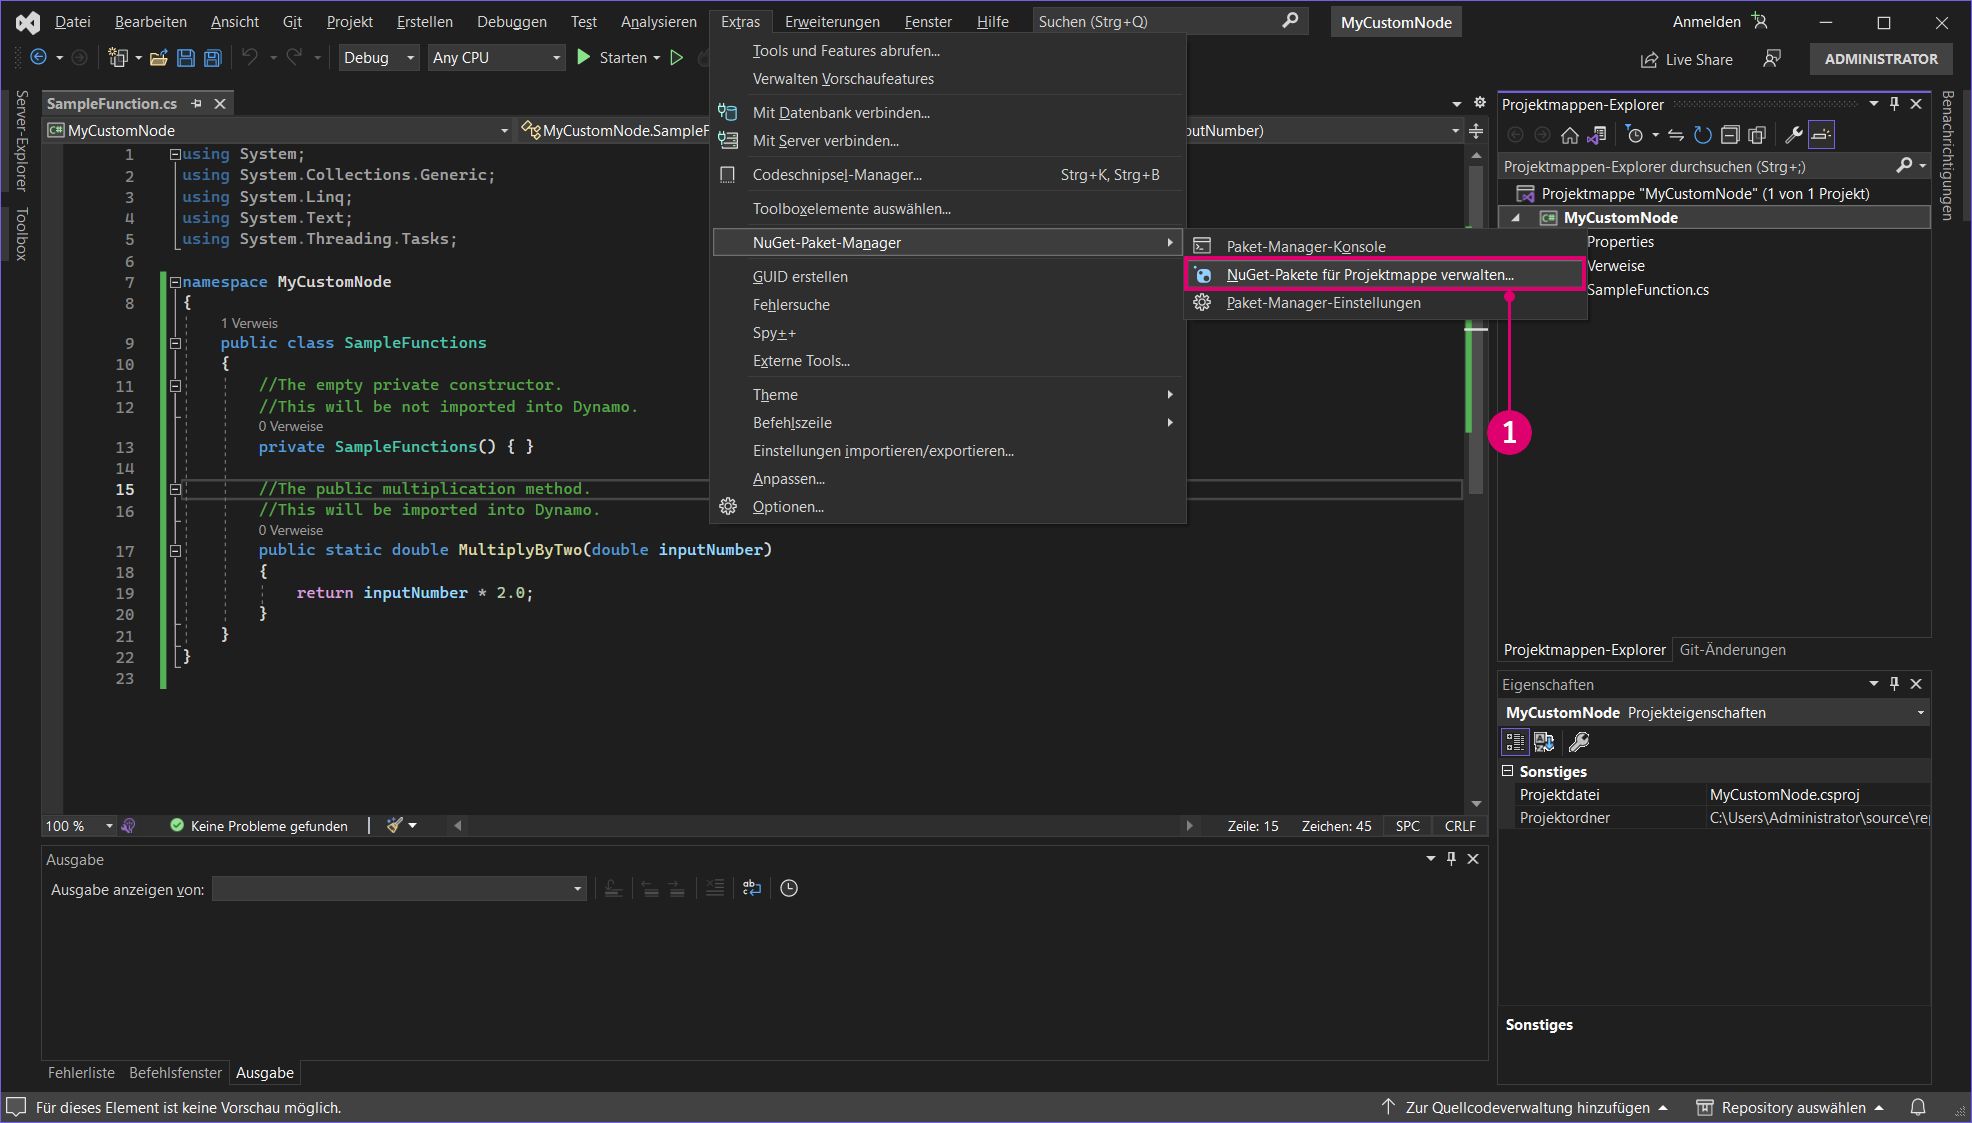 Datei Bearbeiten Ansicht Git Projekt Erstellen Debuggen Test Analysieren Extras Erweiterungen Fenster Hilfe Suchen (Strg+Q) MyCustomNode Anmelden
Debug Any CPU Starten Live Share ADMINISTRATOR
Server-Explorer
Toolbox
SampleFunction.cs
MyCustomNode MyCustomNode.SampleF putNumber)
1 using System;
2 using System.Collections.Generic;
3 using System.Linq;
4 using System.Text;
5 using System.Threading.Tasks;
6
7 namespace MyCustomNode
8 {
1 Verweis
9 public class SampleFunctions
10 {
11 //The empty private constructor.
12 //This will be not imported into Dynamo.
0 Verweise
13 private SampleFunctions() { }
14
15 //The public multiplication method.
16 //This will be imported into Dynamo.
0 Verweise
17 public static double MultiplyByTwo(double inputNumber)
18 {
19 return inputNumber * 2.0;
20 }
21 }
22 }
23
Tools und Features abrufen...
Verwalten Vorschaufeatures
Mit Datenbank verbinden...
Mit Server verbinden...
Codeschnipsel-Manager... Strg+K, Strg+B
Toolboxelemente auswählen...
NuGet-Paket-Manager
GUID erstellen
Fehlersuche
Spy++
Externe Tools...
Theme
Befehlszeile
Einstellungen importieren/exportieren...
Anpassen...
Optionen...
Paket-Manager-Konsole
NuGet-Pakete für Projektmappe verwalten...
Paket-Manager-Einstellungen
1
Projektmappen-Explorer
Projektmappen-Explorer durchsuchen (Strg+;)
Projektmappe "MyCustomNode" (1 von 1 Projekt)
MyCustomNode
Properties
Verweise
SampleFunction.cs
Benachrichtigungen
Projektmappen-Explorer Git-Änderungen
Eigenschaften
MyCustomNode Projekteigenschaften
Sonstiges
Projektdatei MyCustomNode.csproj
Projektordner C:\Users\Administrator\source\re
Sonstiges
100 % Keine Probleme gefunden Zeile: 15 Zeichen: 45 SPC CRLF
Ausgabe
Ausgabe anzeigen von:
Fehlerliste Befehlsfenster Ausgabe
Für dieses Element ist keine Vorschau möglich. Zur Quellcodeverwaltung hinzufügen Repository auswählen